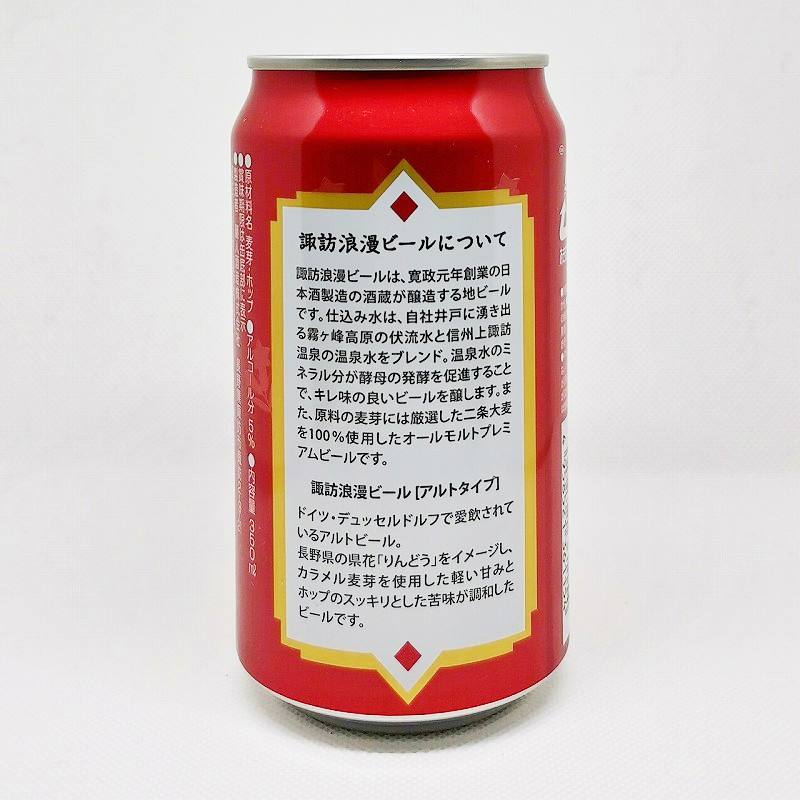 諏訪浪漫ビールについて
諏訪浪漫ビールは、寛政元年創業の日
本酒製造の酒蔵が醸造する地ビール
です。仕込み水は、自社井戸に湧き出
る霧ヶ峰高原の伏流水と信州上諏訪
温泉の温泉水をブレンド。温泉水のミ
ネラル分が酵母の発酵を促進すること
で、キレ味の良いビールを醸します。ま
た、原料の麦芽には厳選した二条大麦
を100%使用したオールモルトプレミ
アムビールです。
諏訪浪漫ビール [アルトタイプ]
ドイツ・デュッセルドルフで愛飲されて
いるアルトビール。
長野県の県花「りんどう」をイメージし、
カラメル麦芽を使用した軽い甘みと
ホップのスッキリとした苦味が調和した
ビールです。
●原材料名 麦芽・ホップ ●アルコール分 5% ●内容量 350㎖
●賞味期限は缶底部に表示